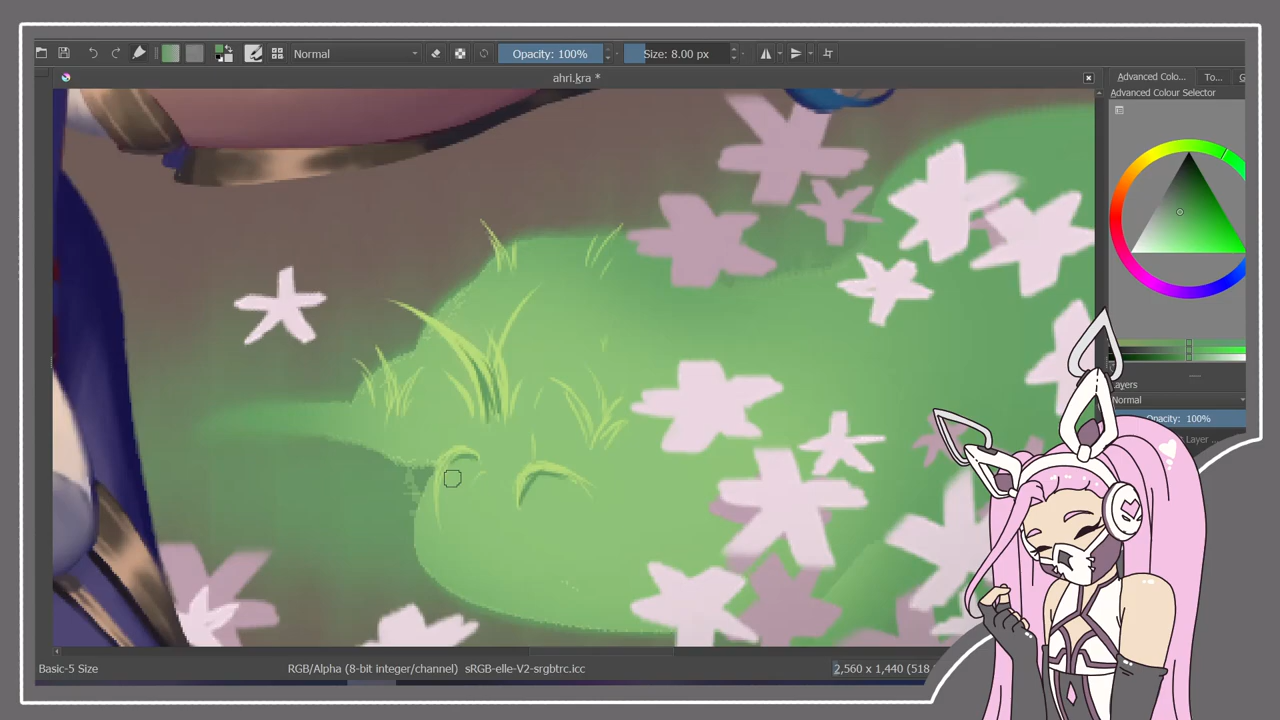 Normal
Opacity: 100%
Size: 8.00 px
ahri.kra *
Advanced Colo...
To...
Advanced Colour Selector
Normal
Opacity: 100%
Layer ...
Basic-5 Size
RGB/Alpha (8-bit integer/channel)  sRGB-elle-V2-srgbtrc.icc
2,560 x 1,440 (518